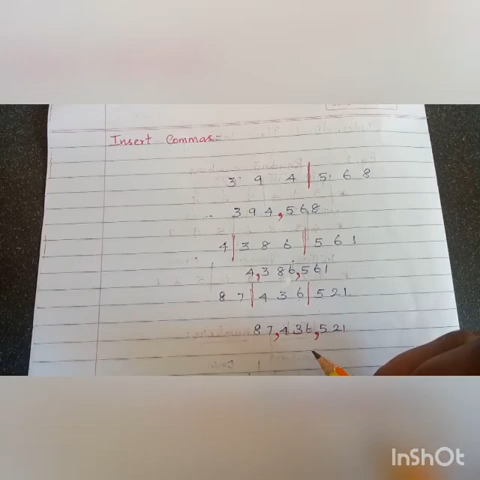 Insert Commas:-
3 9 4 | 5 6 8
3 9 4 , 5 6 8
4 | 3 8 6 | 5 6 1
4 , 3 8 6 , 5 6 1
8 7 | 4 3 6 | 5 2 1
8 7 , 4 3 6 , 5 2 1
InShOt